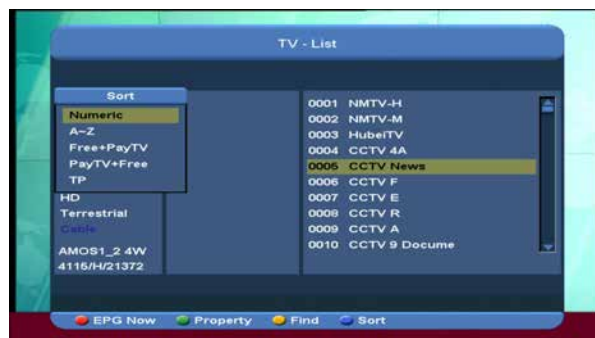 TV - List
Sort
Numeric
A~Z
Free+PayTV
PayTV+Free
TP
HD
Terrestrial
Cable
AMOS1_2 4W
4116/H/21372
0001 NMTV-H
0002 NMTV-M
0003 HubeiTV
0004 CCTV 4A
0005 CCTV News
0006 CCTV F
0007 CCTV E
0008 CCTV R
0009 CCTV A
0010 CCTV 9 Docume
EPG Now Property Find Sort